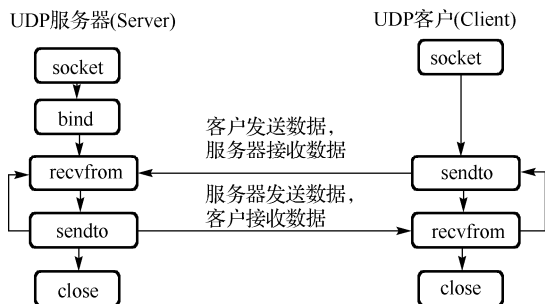 UDP服务器(Server)
UDP客户(Client)
socket
socket
bind
客户发送数据，
服务器接收数据
recvfrom
sendto
服务器发送数据，
客户接收数据
sendto
recvfrom
close
close